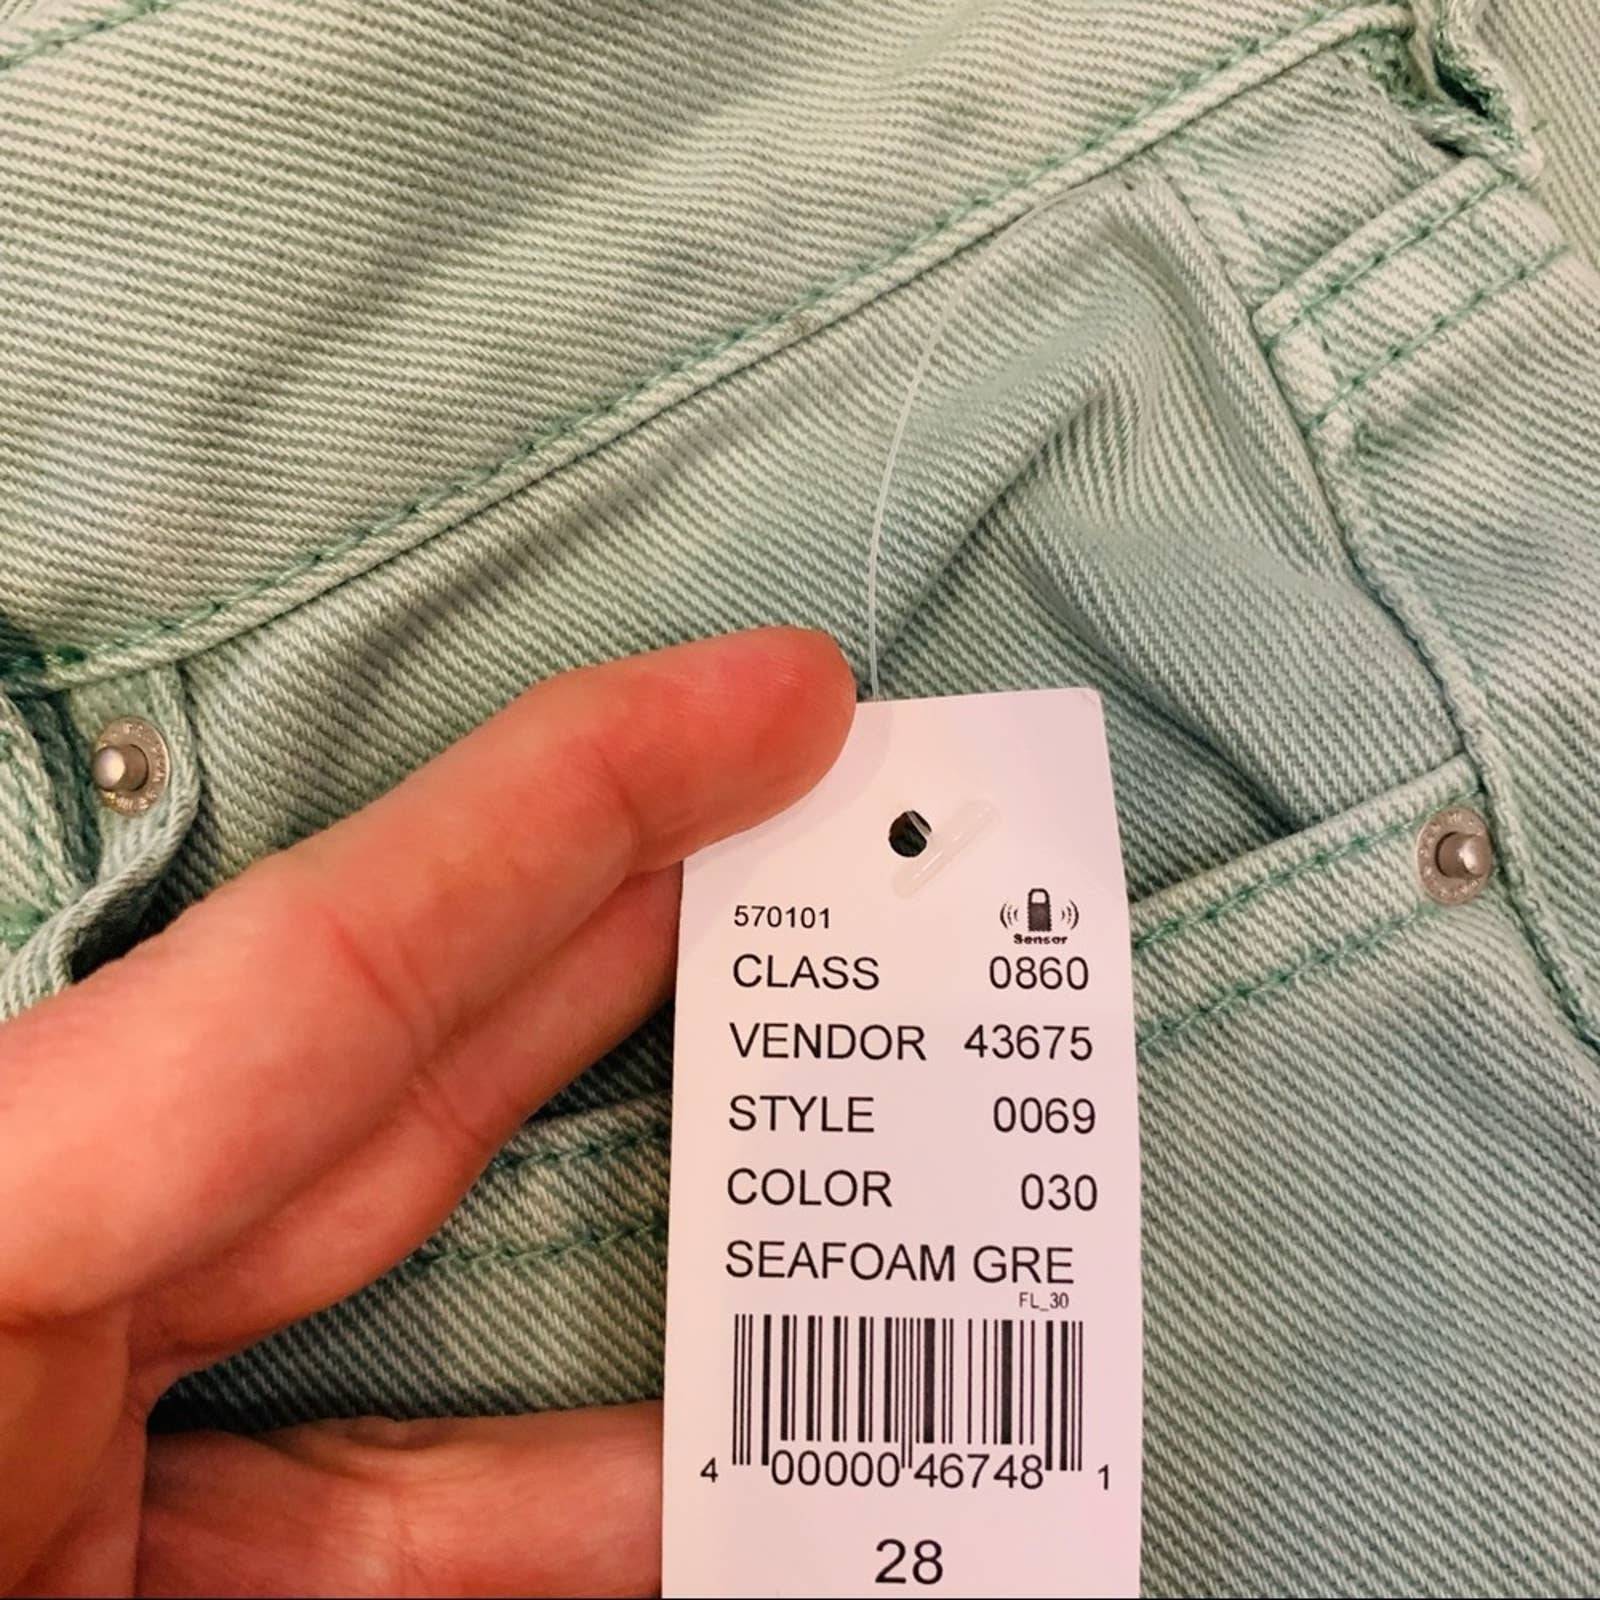 570101
Sensor
CLASS 0860
VENDOR 43675
STYLE 0069
COLOR 030
SEAFOAM GRE
FL_30
4 00000 46748 1
28